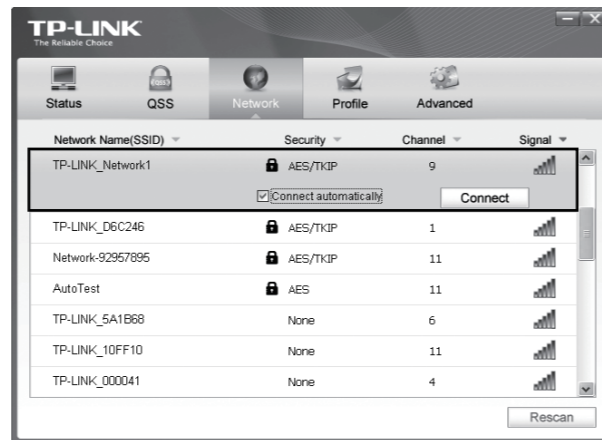 TP-LINK
The Reliable Choice
Status QSS Network Profile Advanced
Network Name(SSID) Security Channel Signal
TP-LINK_Network1 AES/TKIP 9
Connect automatically Connect
TP-LINK_D6C246 AES/TKIP 1
Network-92957895 AES/TKIP 11
AutoTest AES 11
TP-LINK_5A1B68 None 6
TP-LINK_10FF10 None 11
TP-LINK_000041 None 4
Rescan